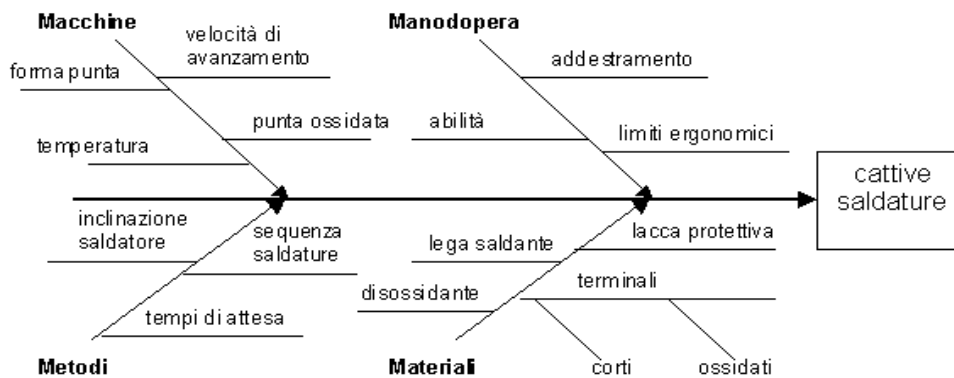 Macchine
velocità di
avanzamento
forma punta
punta ossidata
temperatura
Manodopera
addestramento
abilità
limiti ergonomici
cattive
saldature
inclinazione
saldatore
sequenza
saldature
tempi di attesa
Metodi
lacca protettiva
lega saldante
terminali
disossidante
corti
ossidati
Materiali